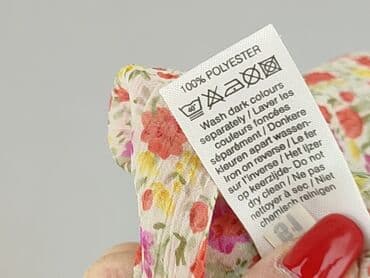 100% POLYESTER
40°
Wash dark colours
separately / Laver les
couleurs foncées
séparément / Donkere
kleuren apart wassen-
Iron on reverse / Le fer
sur l'inverse / Het ijzer
op keerzijde- Do not
dry clean / Ne pas
nettoyer à sec / Niet
chemisch reinigen